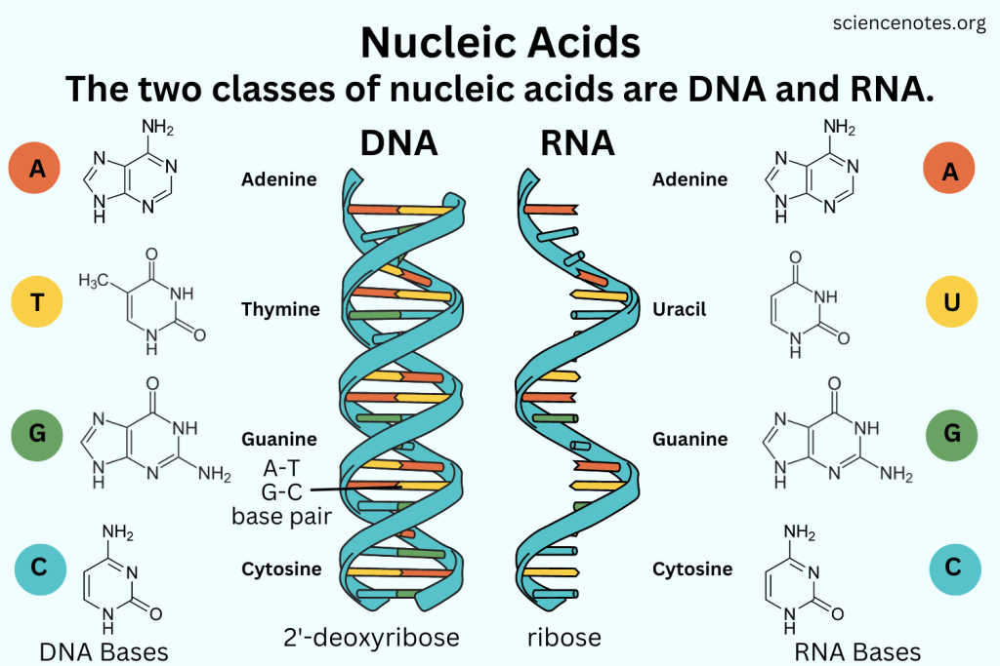 sciencenotes.org
Nucleic Acids
The two classes of nucleic acids are DNA and RNA.
DNA
RNA
A
NH₂
N
N
N
H
N
Adenine
Adenine
NH₂
N
N
N
H
N
A
T
O
H₃C
NH
N
H
O
Thymine
Uracil
O
NH
N
H
O
U
G
O
N
NH
N
H
N
NH₂
Guanine
Guanine
O
N
NH
N
H
N
NH₂
G
A-T
G-C
base pair
C
NH₂
N
N
H
O
Cytosine
Cytosine
NH₂
N
N
H
O
C
DNA Bases
2'-deoxyribose
ribose
RNA Bases